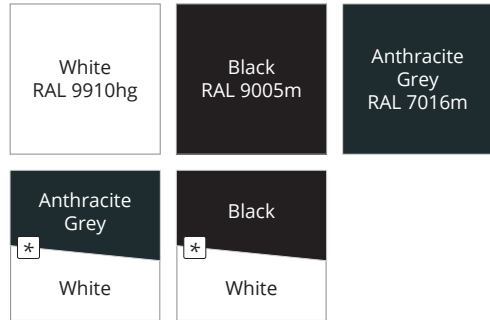 White
RAL 9910hg
Black
RAL 9005m
Anthracite
Grey
RAL 7016m
Anthracite
Grey
*
White
Black
*
White